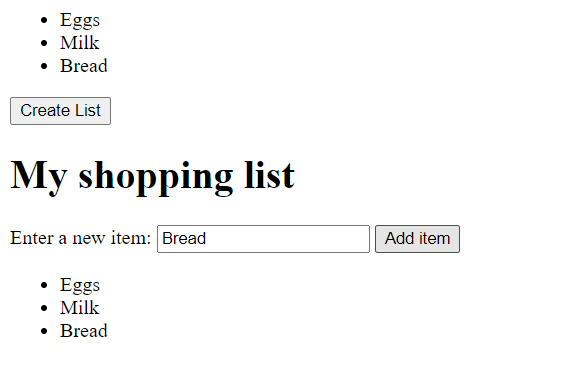 Eggs
Milk
Bread
Create List
My shopping list
Enter a new item: Bread Add item
Eggs
Milk
Bread